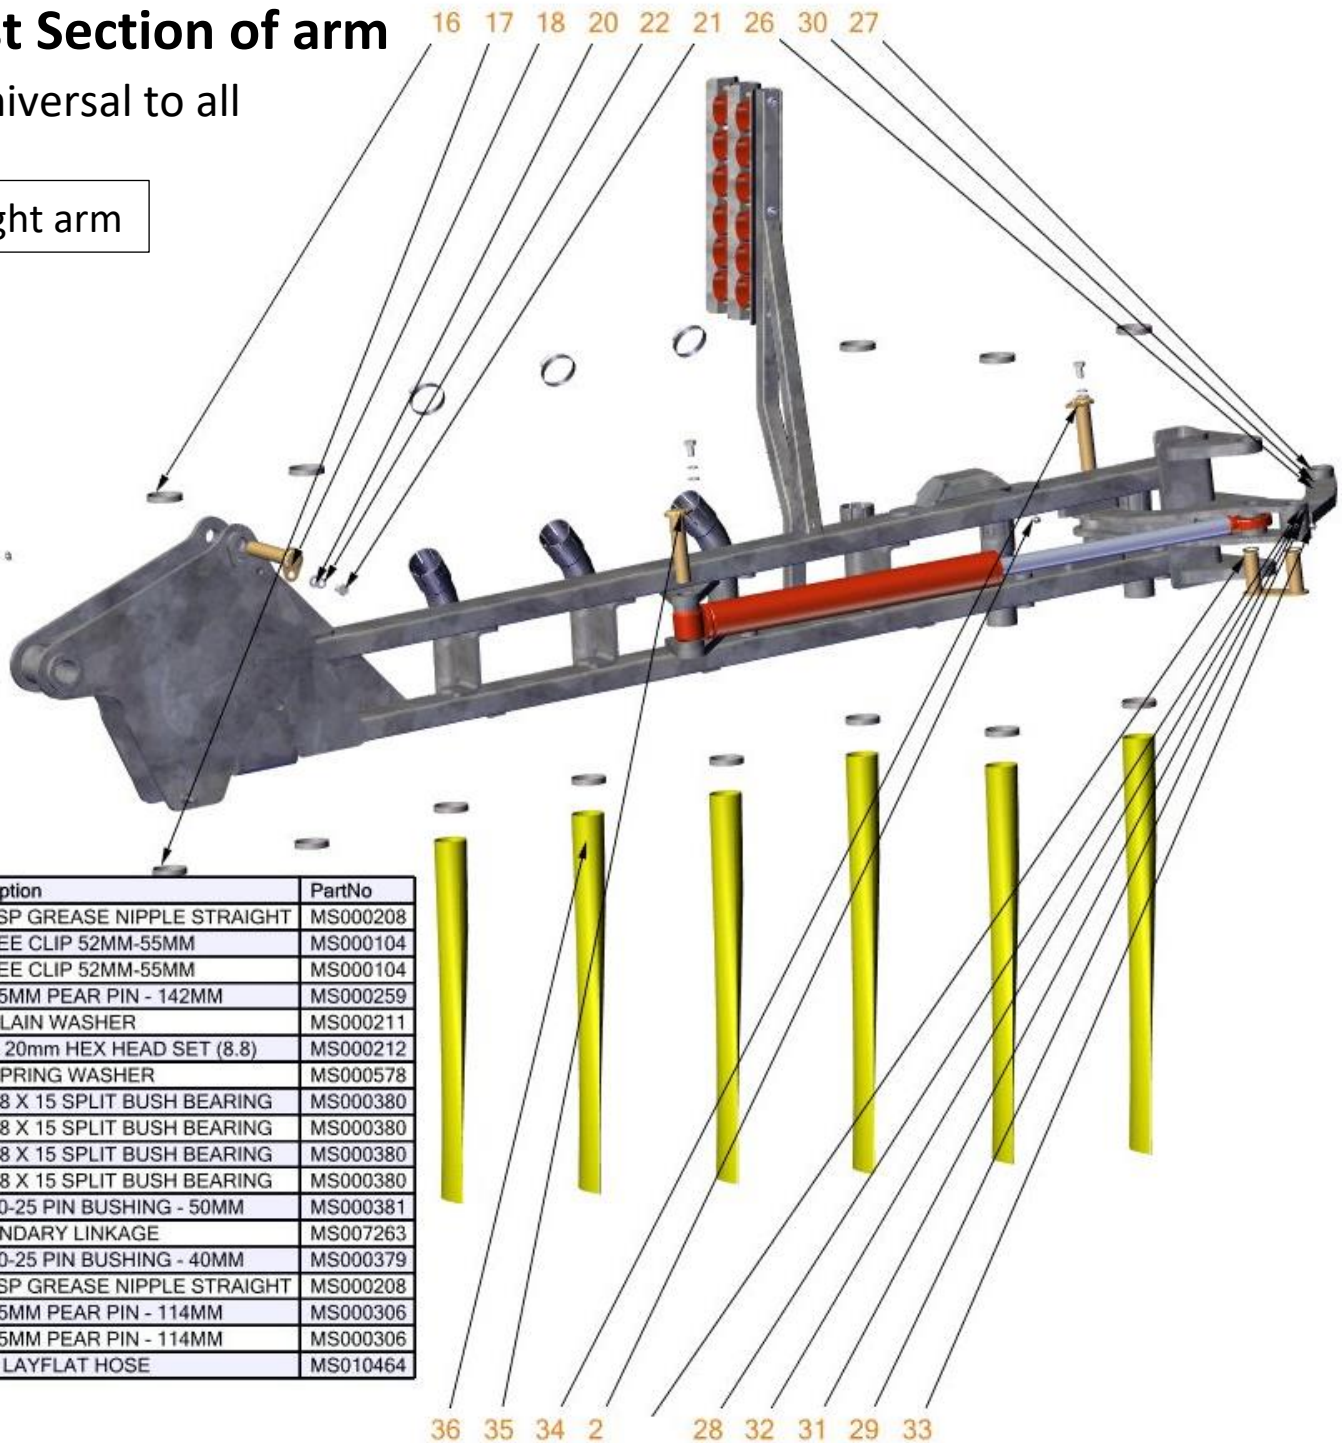 st Section of arm
niversal to all
ght arm
16 17 18 20 22 21 26 30 27
ption PartNo
SP GREASE NIPPLE STRAIGHT MS000208
EE CLIP 52MM-55MM MS000104
EE CLIP 52MM-55MM MS000104
5MM PEAR PIN - 142MM MS000259
LAIN WASHER MS000211
20mm HEX HEAD SET (8.8) MS000212
PRING WASHER MS000578
8 X 15 SPLIT BUSH BEARING MS000380
8 X 15 SPLIT BUSH BEARING MS000380
8 X 15 SPLIT BUSH BEARING MS000380
8 X 15 SPLIT BUSH BEARING MS000380
0-25 PIN BUSHING - 50MM MS000381
NDARY LINKAGE MS007263
0-25 PIN BUSHING - 40MM MS000379
SP GREASE NIPPLE STRAIGHT MS000208
5MM PEAR PIN - 114MM MS000306
5MM PEAR PIN - 114MM MS000306
LAYFLAT HOSE MS010464
36 35 34 2 28 32 31 29 33